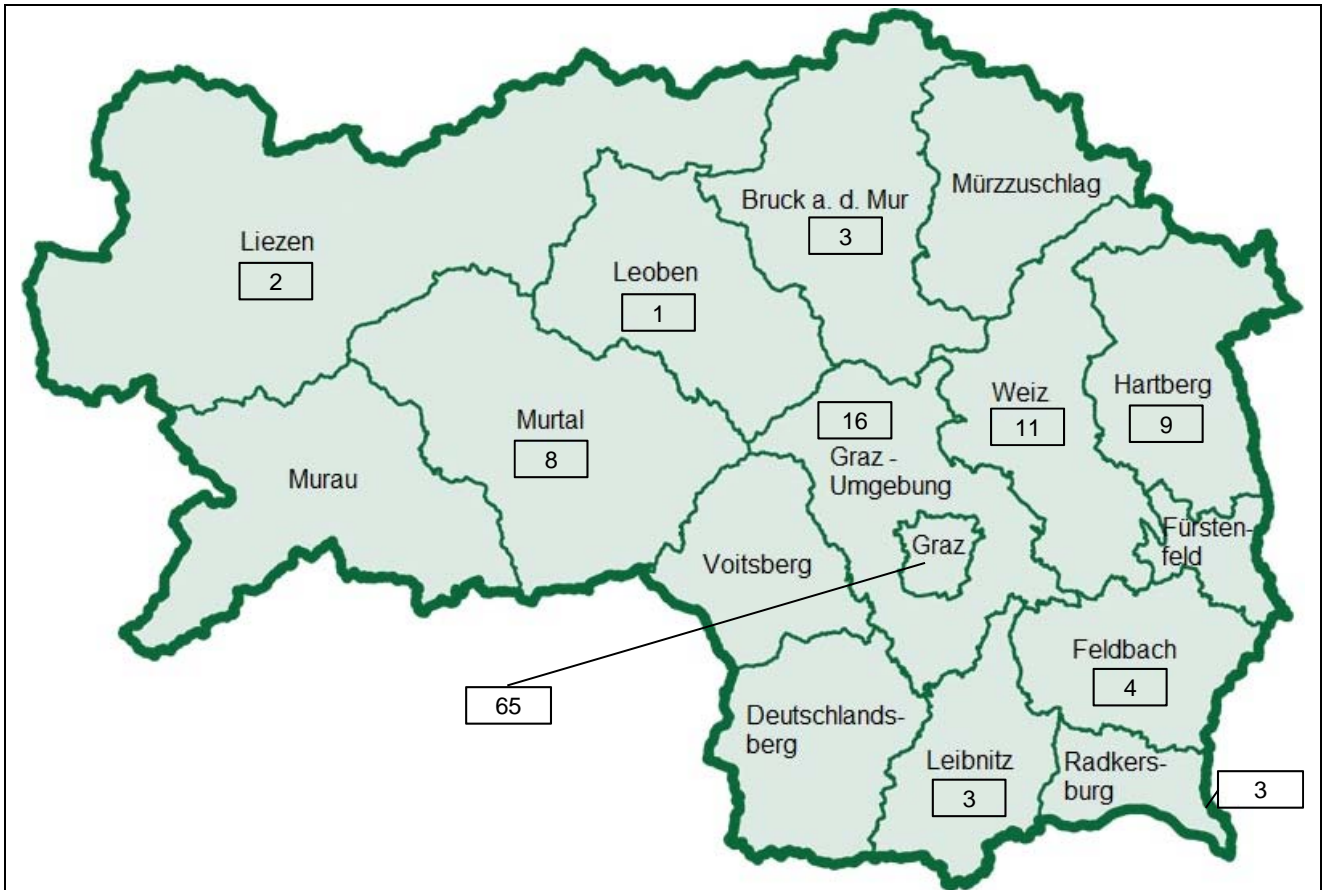 Mürzzuschlag
Bruck a. d. Mur
3
Liezen
2
Leoben
1
Hartberg
9
Weiz
11
Murtal
8
16
Graz -
Umgebung
Murau
Fürsten-
feld
Graz
Voitsberg
Feldbach
4
65
Deutschlands-
berg
Leibnitz
3
Radkers-
burg
3